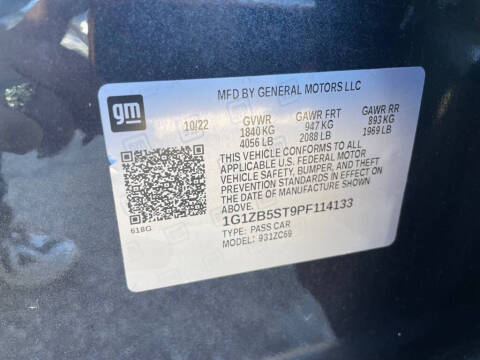 MFD BY GENERAL MOTORS LLC
gm
10/22
GVWR
1840 KG
4056 LB
GAWR FRT
947 KG
2088 LB
GAWR RR
893 KG
1969 LB
THIS VEHICLE CONFORMS TO ALL
APPLICABLE U.S. FEDERAL MOTOR
VEHICLE SAFETY, BUMPER, AND THEFT
PREVENTION STANDARDS IN EFFECT ON
THE DATE OF MANUFACTURE SHOWN
ABOVE.
1G1ZB5ST9PF114133
TYPE: PASS CAR
MODEL: 931ZC69
618G